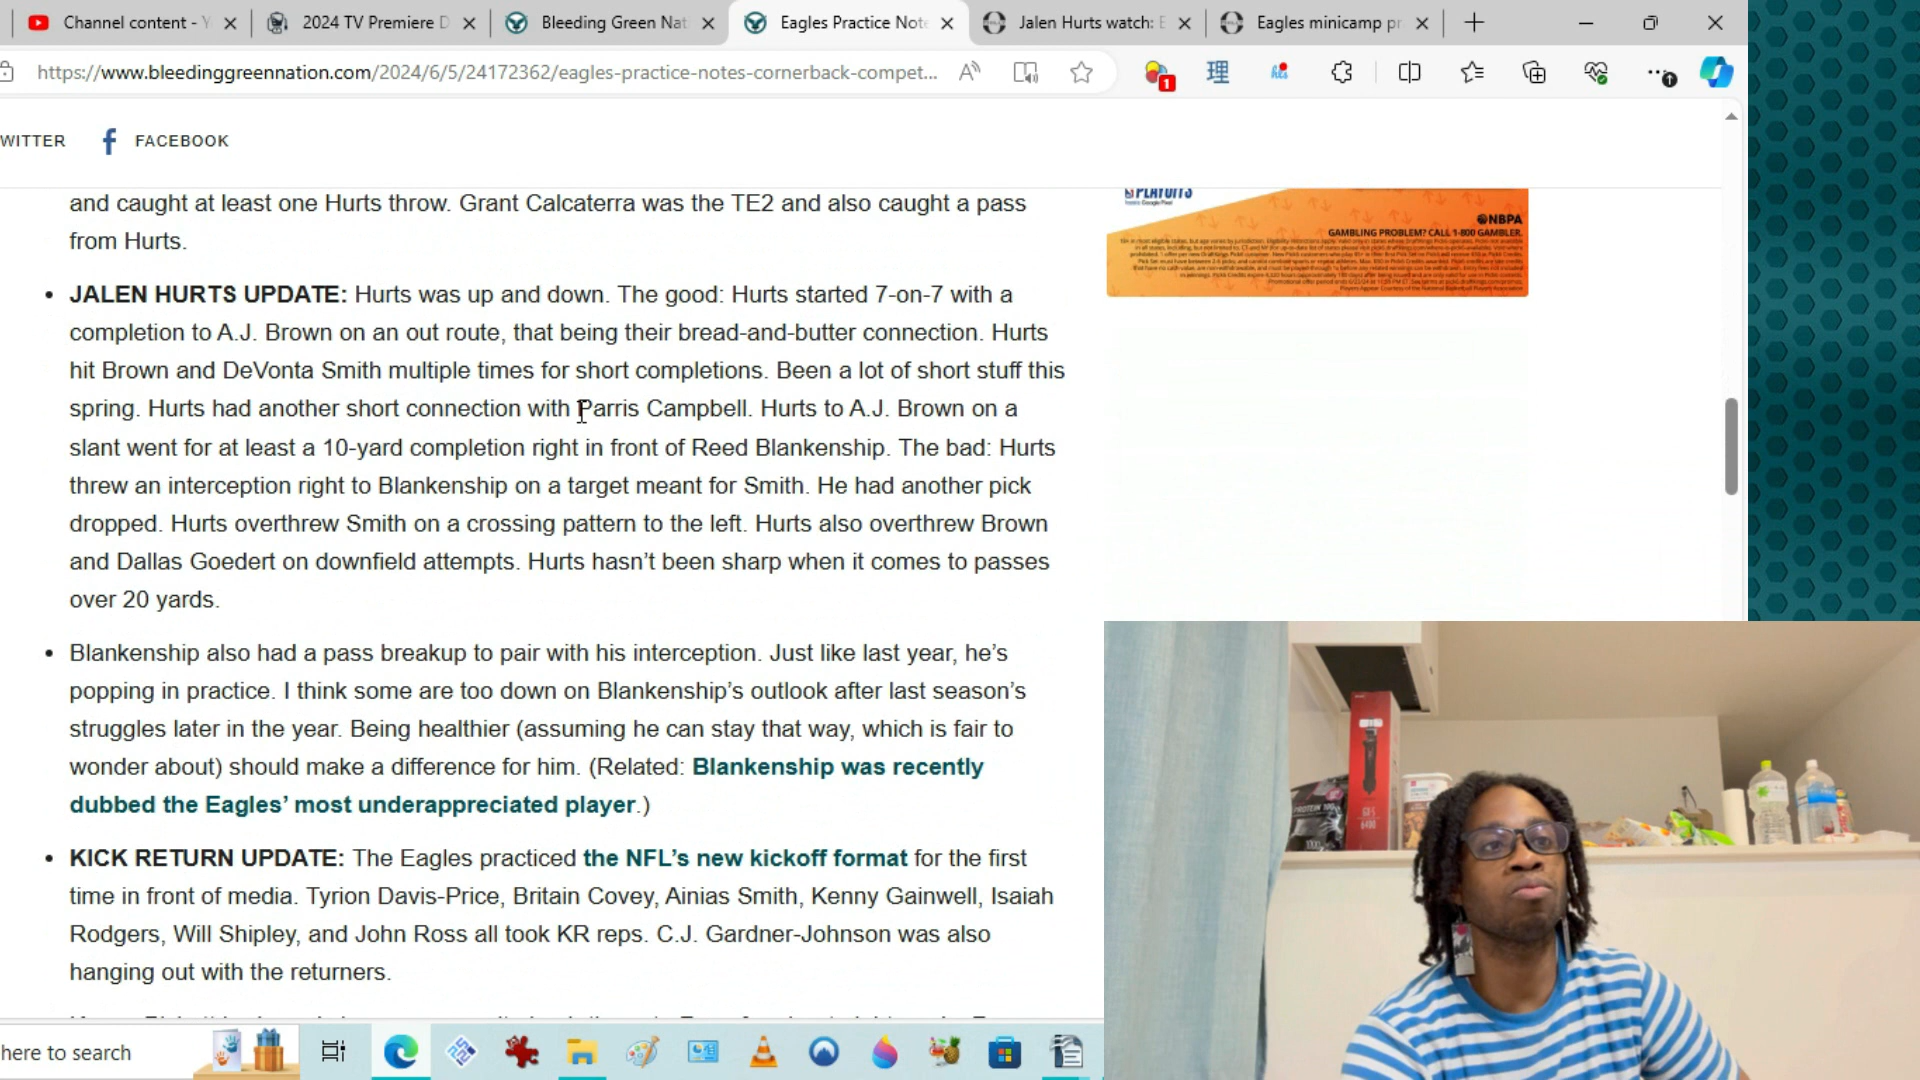 Channel content - Y
2024 TV Premiere D
Bleeding Green Nat
Eagles Practice Note
Jalen Hurts watch: E
Eagles minicamp pr
https://www.bleedinggreennation.com/2024/6/5/24172362/eagles-practice-notes-cornerback-compet...
1
理
WITTER
FACEBOOK
and caught at least one Hurts throw. Grant Calcaterra was the TE2 and also caught a pass
from Hurts.
JALEN HURTS UPDATE: Hurts was up and down. The good: Hurts started 7-on-7 with a
completion to A.J. Brown on an out route, that being their bread-and-butter connection. Hurts
hit Brown and DeVonta Smith multiple times for short completions. Been a lot of short stuff this
spring. Hurts had another short connection with Parris Campbell. Hurts to A.J. Brown on a
slant went for at least a 10-yard completion right in front of Reed Blankenship. The bad: Hurts
threw an interception right to Blankenship on a target meant for Smith. He had another pick
dropped. Hurts overthrew Smith on a crossing pattern to the left. Hurts also overthrew Brown
and Dallas Goedert on downfield attempts. Hurts hasn’t been sharp when it comes to passes
over 20 yards.
Blankenship also had a pass breakup to pair with his interception. Just like last year, he’s
popping in practice. I think some are too down on Blankenship’s outlook after last season’s
struggles later in the year. Being healthier (assuming he can stay that way, which is fair to
wonder about) should make a difference for him. (Related: Blankenship was recently
dubbed the Eagles’ most underappreciated player.)
KICK RETURN UPDATE: The Eagles practiced the NFL’s new kickoff format for the first
time in front of media. Tyrion Davis-Price, Britain Covey, Ainias Smith, Kenny Gainwell, Isaiah
Rodgers, Will Shipley, and John Ross all took KR reps. C.J. Gardner-Johnson was also
hanging out with the returners.
PLAYOFFS
NBPA
GAMBLING PROBLEM? CALL 1-800 GAMBLER.
here to search